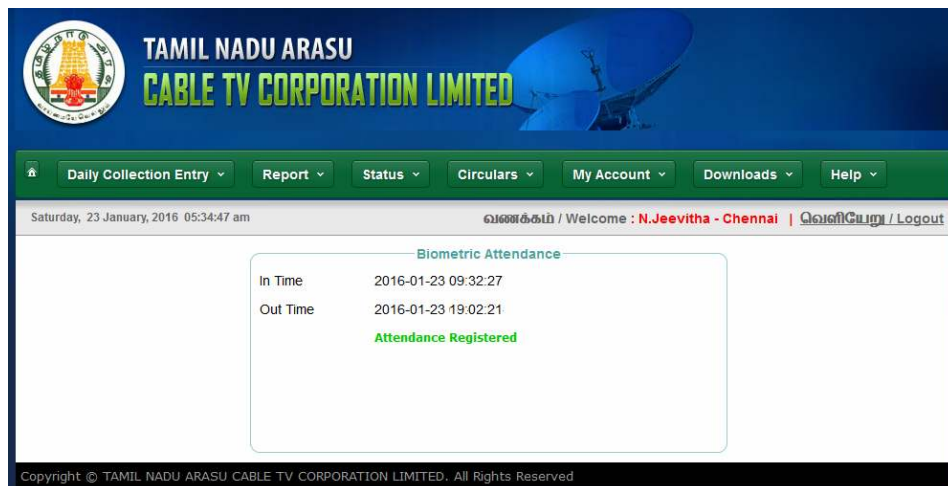 TAMIL NADU ARASU
CABLE TV CORPORATION LIMITED
Daily Collection Entry Report Status Circulars My Account Downloads Help
Saturday, 23 January, 2016 05:34:47 am வணக்கம் / Welcome : N.Jeevitha - Chennai | வெளியேறு / Logout
Biometric Attendance
In Time 2016-01-23 09:32:27
Out Time 2016-01-23 19:02:21
Attendance Registered
Copyright © TAMIL NADU ARASU CABLE TV CORPORATION LIMITED. All Rights Reserved